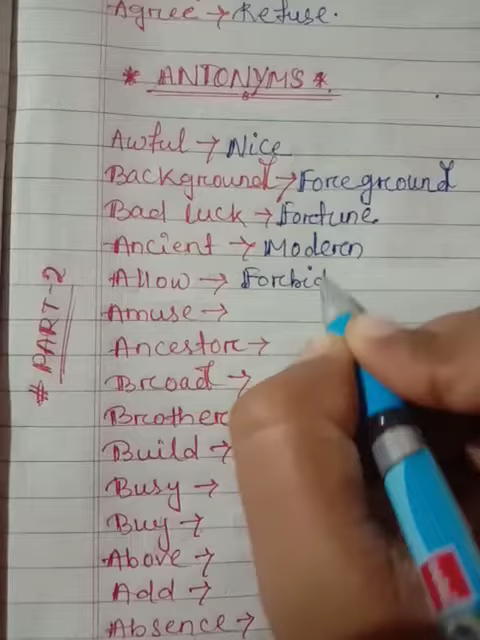 Agree → Refuse.
* ANTONYMS *
Awful → Nice
Background → Foreground
Bad luck → Fortune
Ancient → Modern
Allow → Forbid
Amuse →
Ancestor →
Broad →
Brother
Build →
Busy →
Buy →
Above →
Add →
Absence →
# PART-2